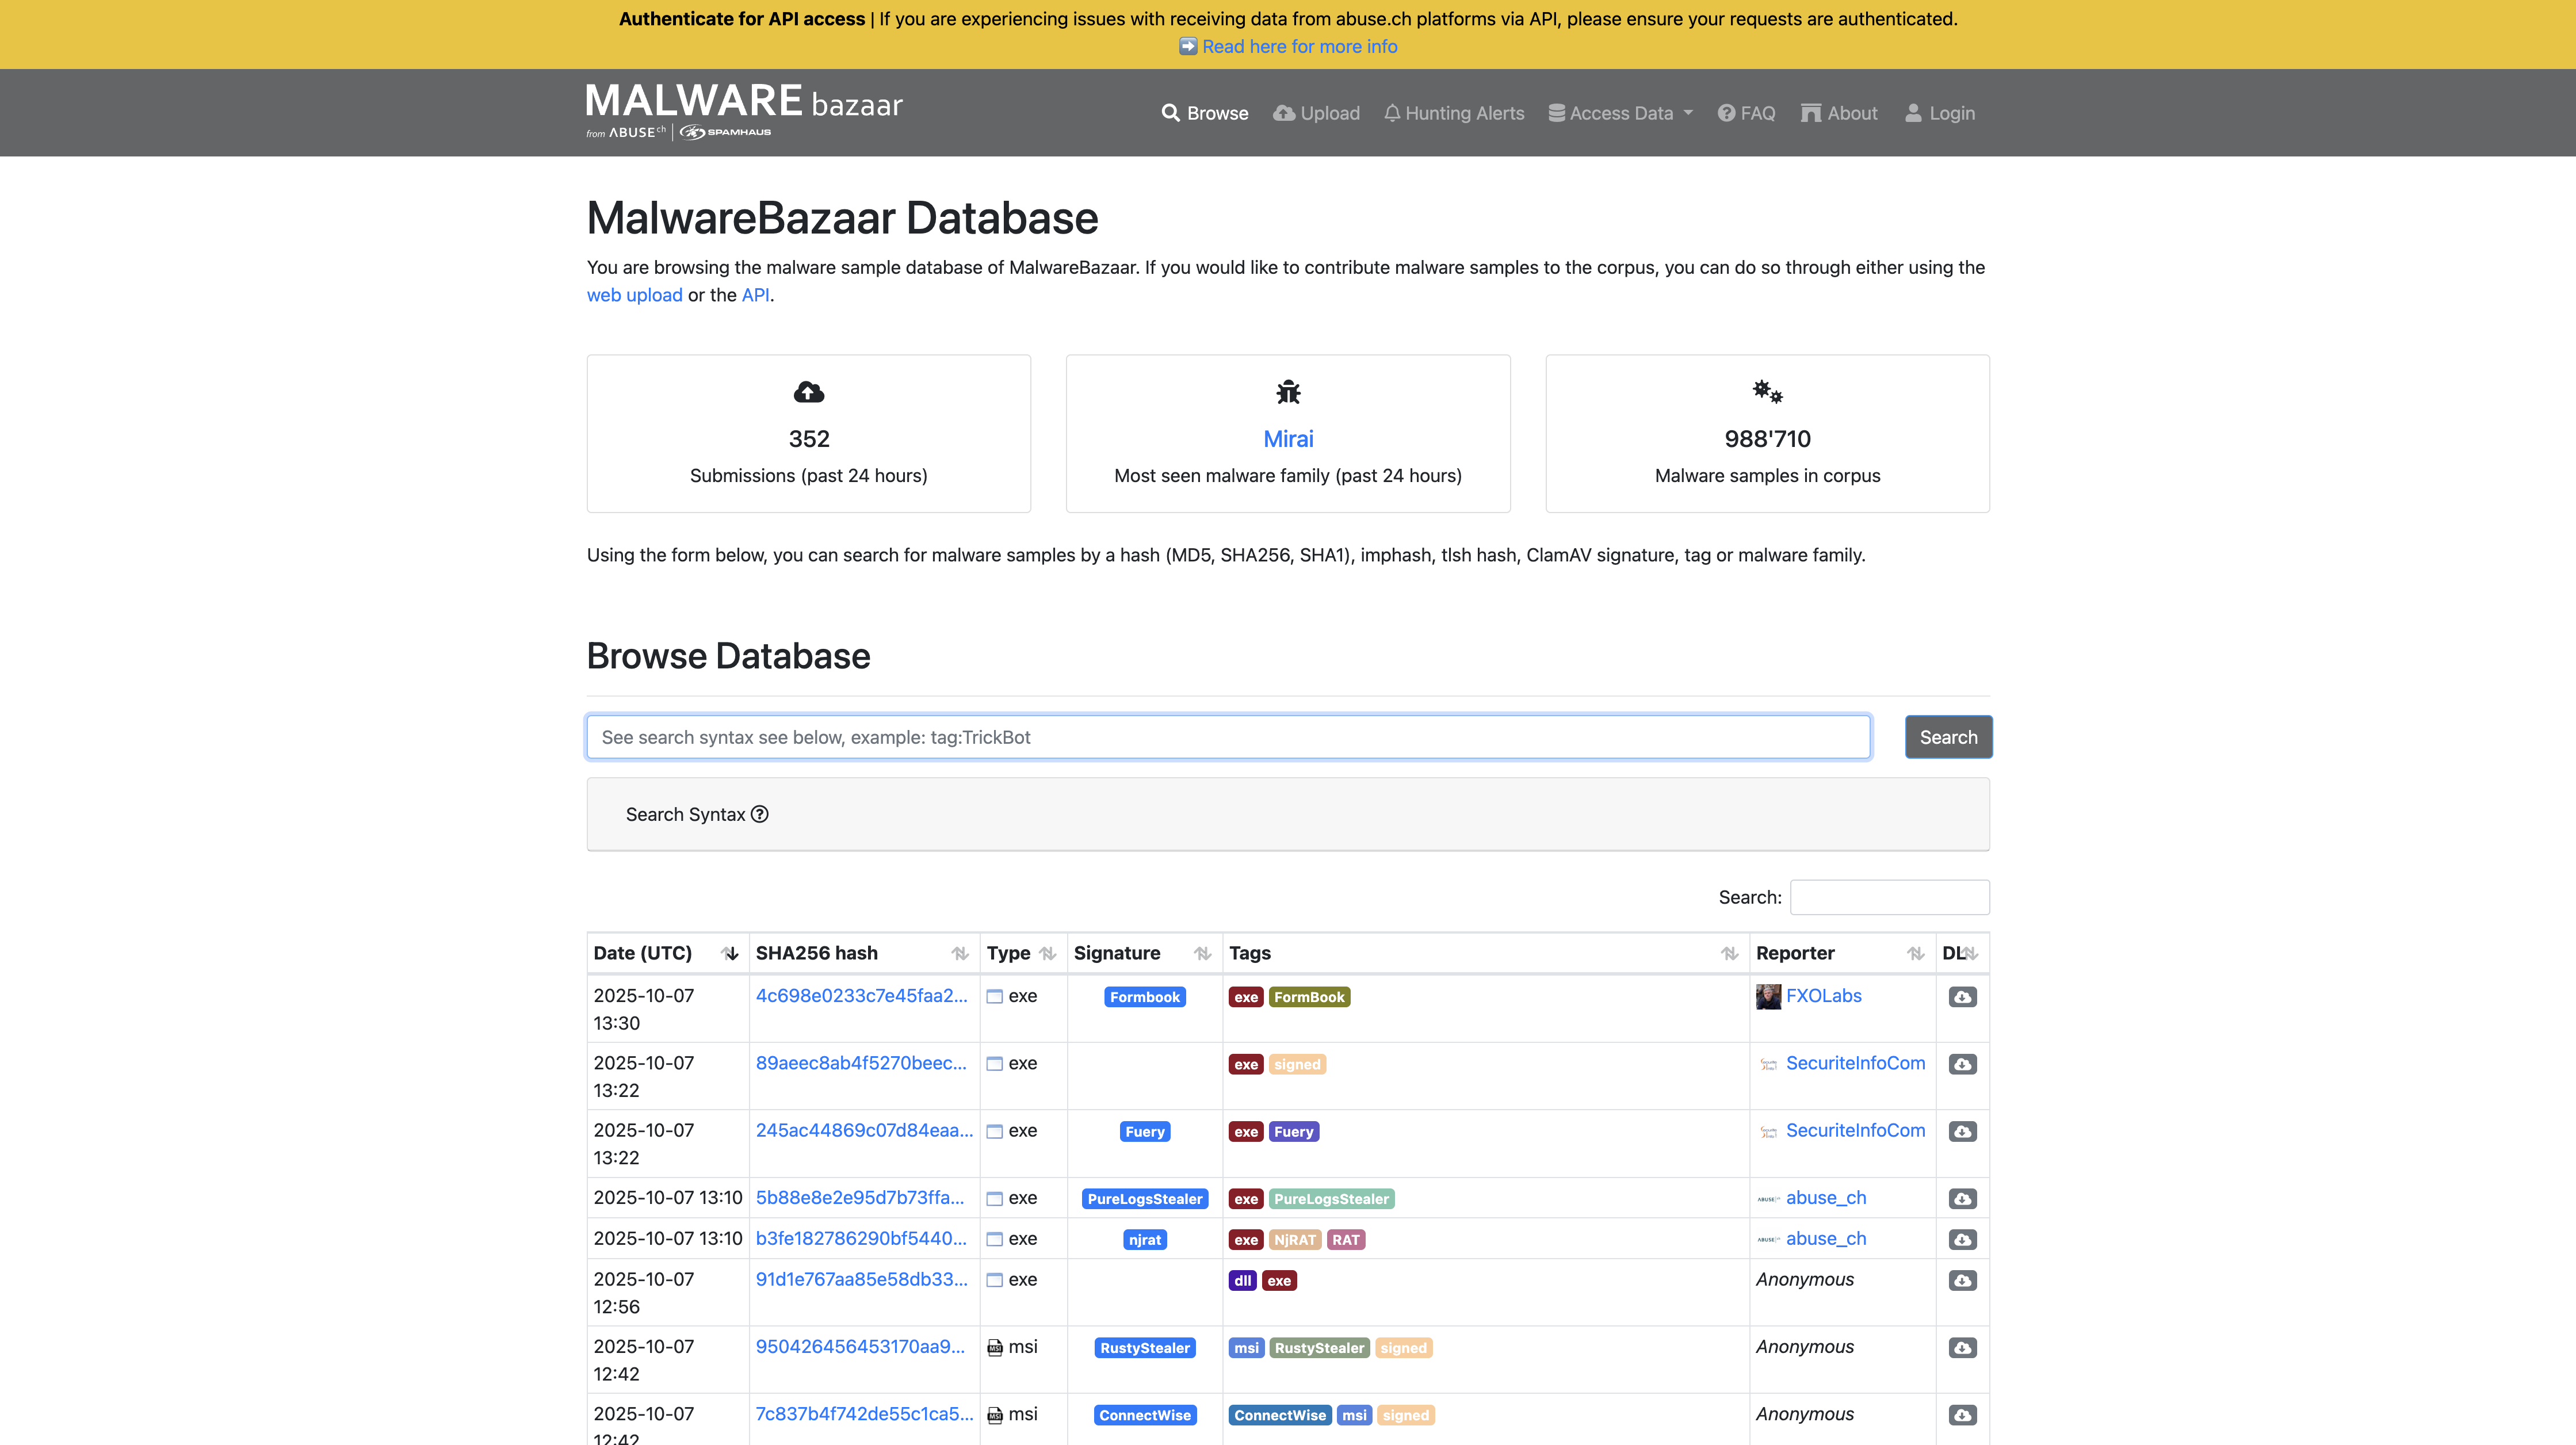 Authenticate for API access | If you are experiencing issues with receiving data from abuse.ch platforms via API, please ensure your requests are authenticated.
➡ Read here for more info
MALWARE bazaar
from ABUSE ch | SPAMHAUS
Browse Upload Hunting Alerts Access Data FAQ About Login
MalwareBazaar Database
You are browsing the malware sample database of MalwareBazaar. If you would like to contribute malware samples to the corpus, you can do so through either using the
web upload or the API.
352
Submissions (past 24 hours)
Mirai
Most seen malware family (past 24 hours)
988'710
Malware samples in corpus
Using the form below, you can search for malware samples by a hash (MD5, SHA256, SHA1), imphash, tlsh hash, ClamAV signature, tag or malware family.
Browse Database
See search syntax see below, example: tag:TrickBot
Search
Search Syntax
Search:
Date (UTC) SHA256 hash Type Signature Tags Reporter DL
2025-10-07 4c698e0233c7e45faa2... exe Formbook exe FormBook FXOLabs
13:30
2025-10-07 89aeec8ab4f5270beec... exe exe signed SecuriteInfoCom
13:22
2025-10-07 245ac44869c07d84eaa... exe Fuery exe Fuery SecuriteInfoCom
13:22
2025-10-07 13:10 5b88e8e2e95d7b73ffa... exe PureLogsStealer exe PureLogsStealer abuse_ch
2025-10-07 13:10 b3fe182786290bf5440... exe njrat exe NjRAT RAT abuse_ch
2025-10-07 91d1e767aa85e58db33... exe dll exe Anonymous
12:56
2025-10-07 950426456453170aa9... msi RustyStealer msi RustyStealer signed Anonymous
12:42
2025-10-07 7c837b4f742de55c1ca5... msi ConnectWise ConnectWise msi signed Anonymous
12:42